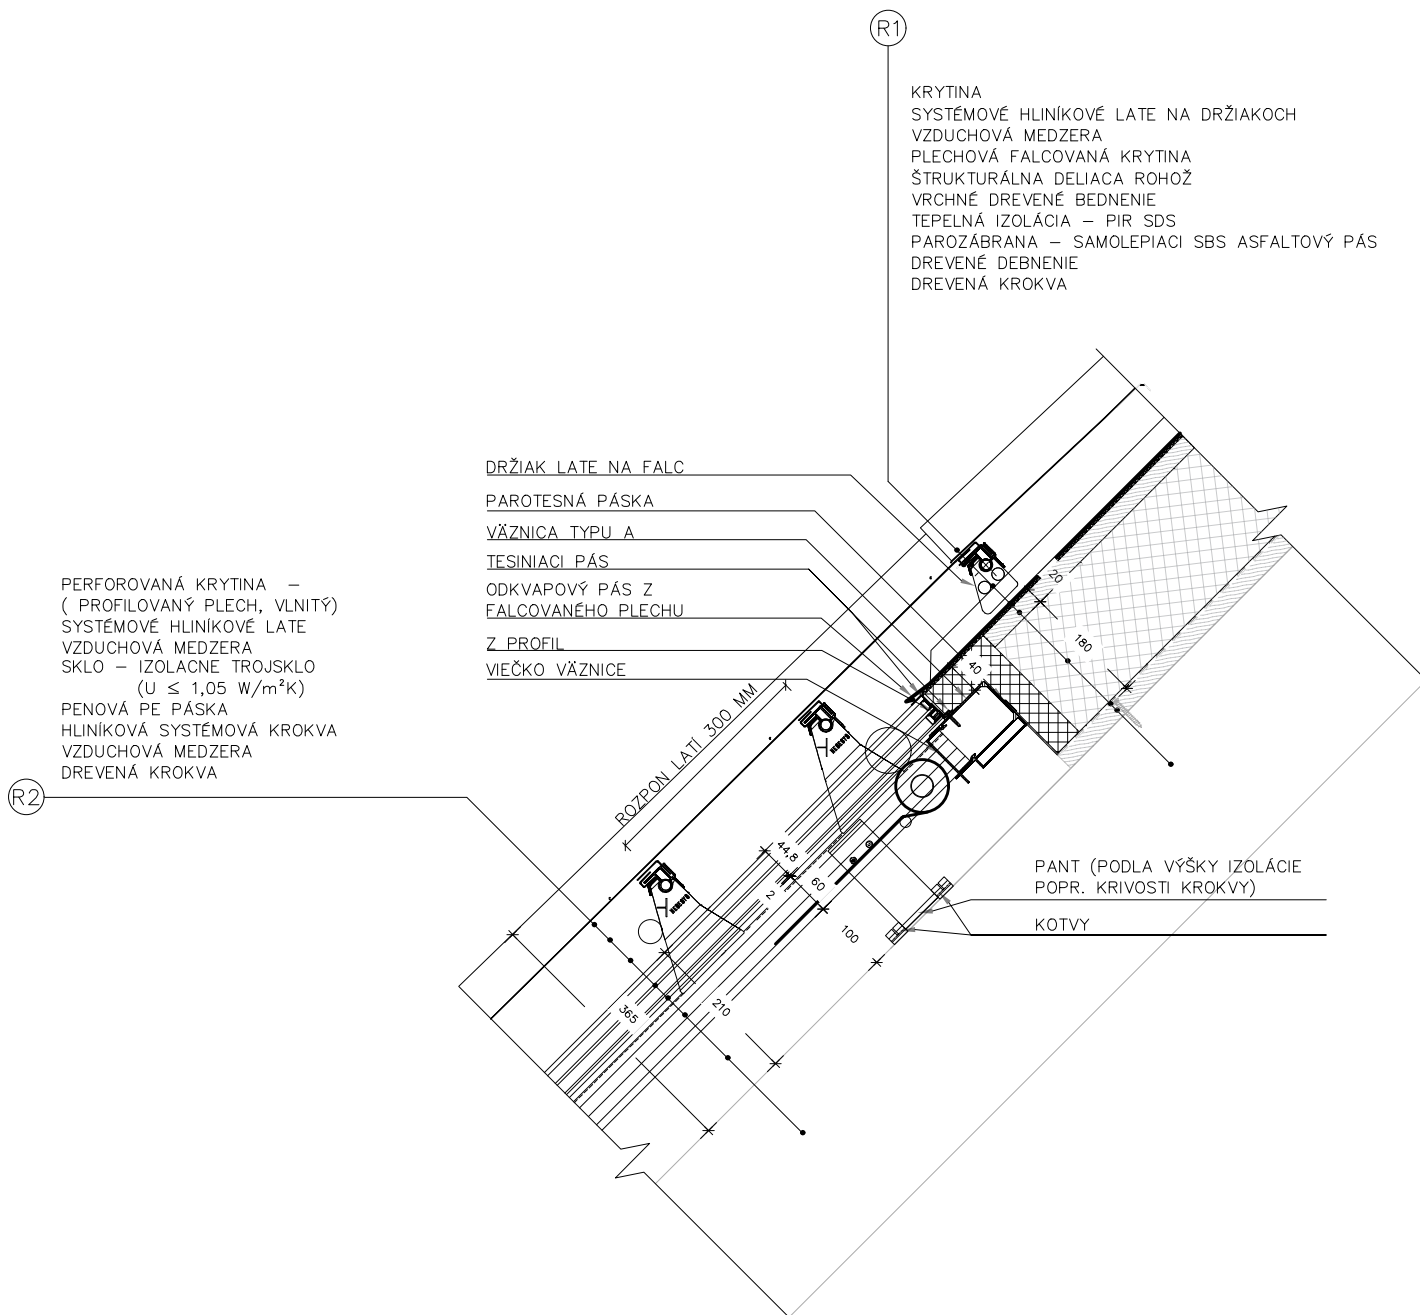 R1
KRYTINA
SYSTÉMOVÉ HLINÍKOVÉ LATE NA DRŽIAKOCH
VZDUCHOVÁ MEDZERA
PLECHOVÁ FALCOVANÁ KRYTINA
ŠTRUKTURÁLNA DELIACA ROHOŽ
VRCHNÉ DREVENÉ BEDNENIE
TEPELNÁ IZOLÁCIA – PIR SDS
PAROZÁBRANA – SAMOLEPIACI SBS ASFALTOVÝ PÁS
DREVENÉ DEBNENIE
DREVENÁ KROKVA
DRŽIAK LATE NA FALC
PAROTESNÁ PÁSKA
VÄZNICA TYPU A
TESINIACI PÁS
ODKVAPOVÝ PÁS Z
FALCOVANÉHO PLECHU
Z PROFIL
VIEČKO VÄZNICE
PERFOROVANÁ KRYTINA –
( PROFILOVANÝ PLECH, VLNITÝ)
SYSTÉMOVÉ HLINÍKOVÉ LATE
VZDUCHOVÁ MEDZERA
SKLO – IZOLACNE TROJSKLO
(U ≤ 1,05 W/m²K)
PENOVÁ PE PÁSKA
HLINÍKOVÁ SYSTÉMOVÁ KROKVA
VZDUCHOVÁ MEDZERA
DREVENÁ KROKVA
R2
ROZPON LATÍ 300 MM
20
180
40
44,8
2
60
100
210
365
PANT (PODLA VÝŠKY IZOLÁCIE
POPR. KRIVOSTI KROKVY)
KOTVY